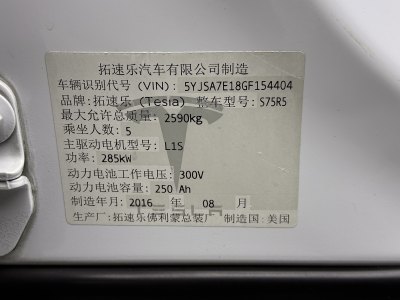 拓速乐汽车有限公司制造
车辆识别代号 (VIN): 5YJSA7E18GF154404
品牌: 拓速乐 (Tesla) 整车型号: S75R5
最大允许总质量: 2590kg
乘坐人数: 5
主驱动电机型号: L1S
功率: 285kW
动力电池工作电压: 300V
动力电池容量: 250 Ah
制造年月: 2016 年 08 月
TESLA
生产厂: 拓速乐佛利蒙总装厂 制造国: 美国